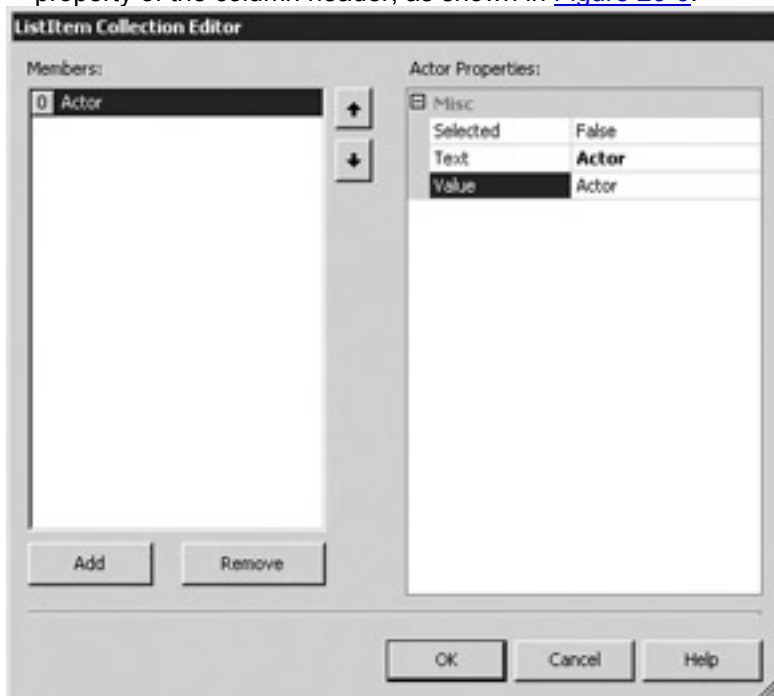 property of the column header, as shown in
ListItem Collection Editor
Members:
0 Actor
Add Remove
Actor Properties:
Misc
Selected False
Text Actor
Value Actor
OK Cancel Help